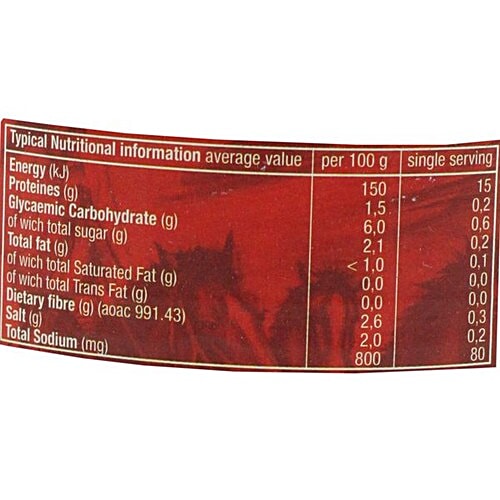 Typical Nutritional information average value per 100 g single serving
Energy (kJ) 150 15
Proteines (g) 1,5 0,2
Glycaemic Carbohydrate (g) 6,0 0,6
of wich total sugar (g) 2,1 0,2
Total fat (g) <1,0 0,1
of wich total Saturated Fat (g) 0,0 0,0
of wich total Trans Fat (g) 0,0 0,0
Dietary fibre (g) (aoac 991.43) 2,6 0,3
Salt (g) 2,0 0,2
Total Sodium (mg) 800 80